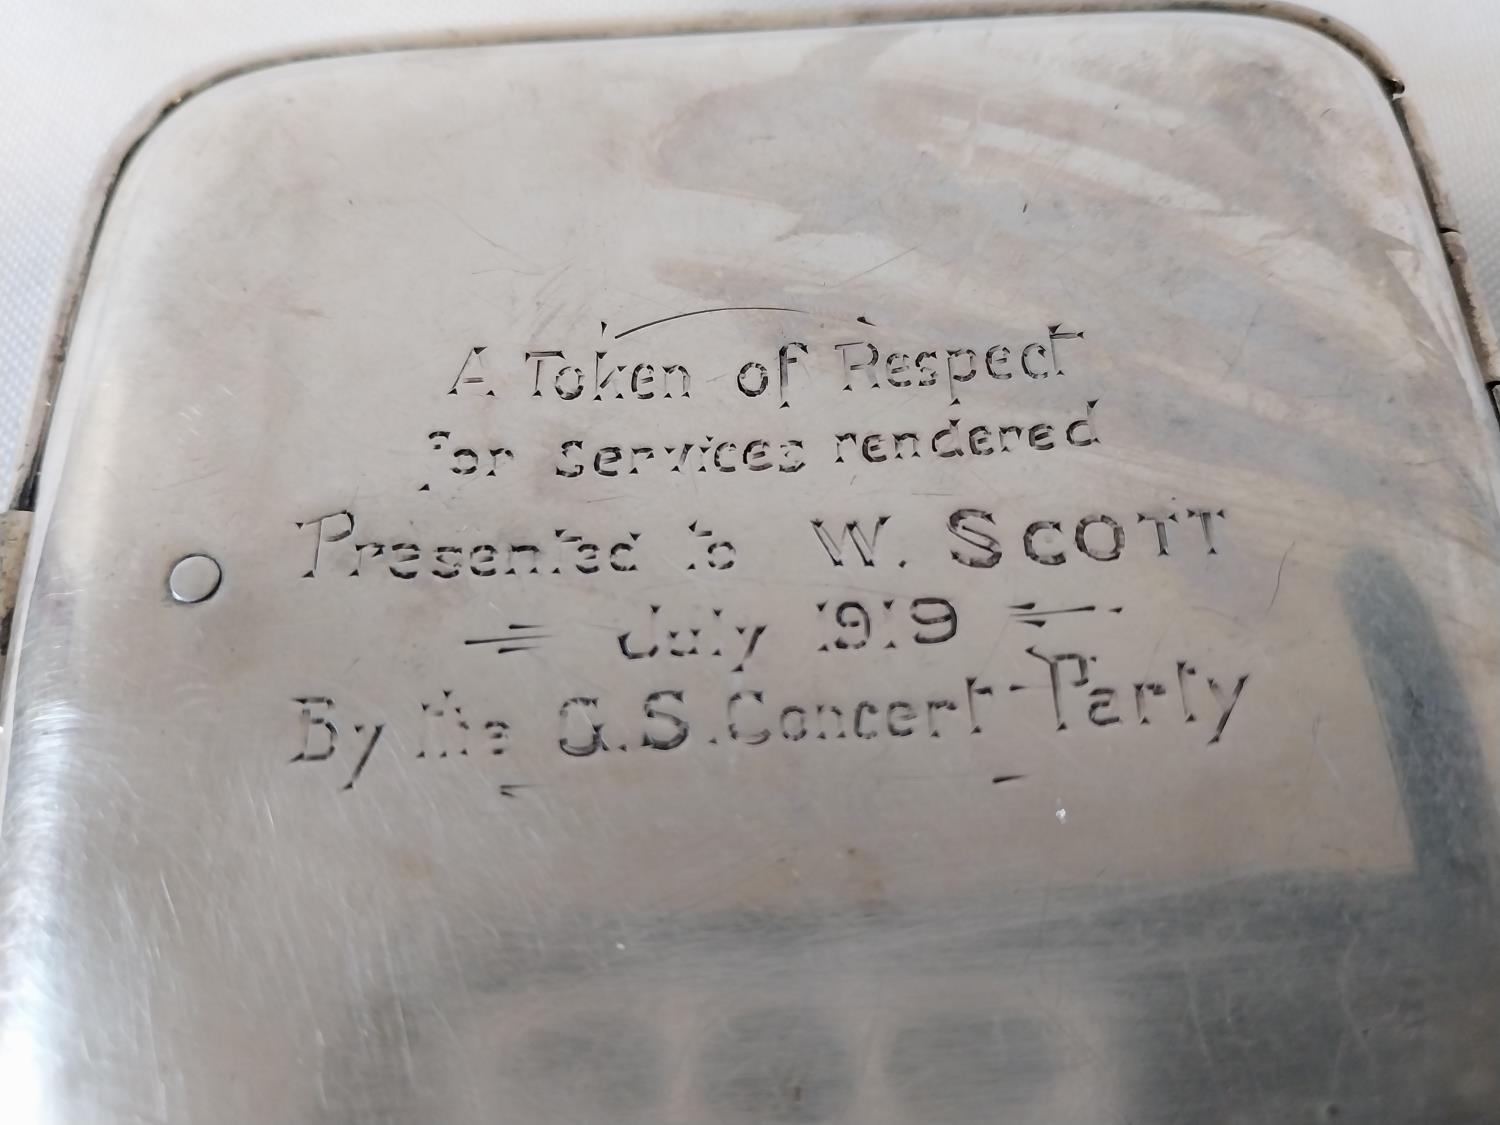 A Token of Respect
for services rendered
Presented to W. SCOTT
= July 1919 =
By the G.S. Concert-Party